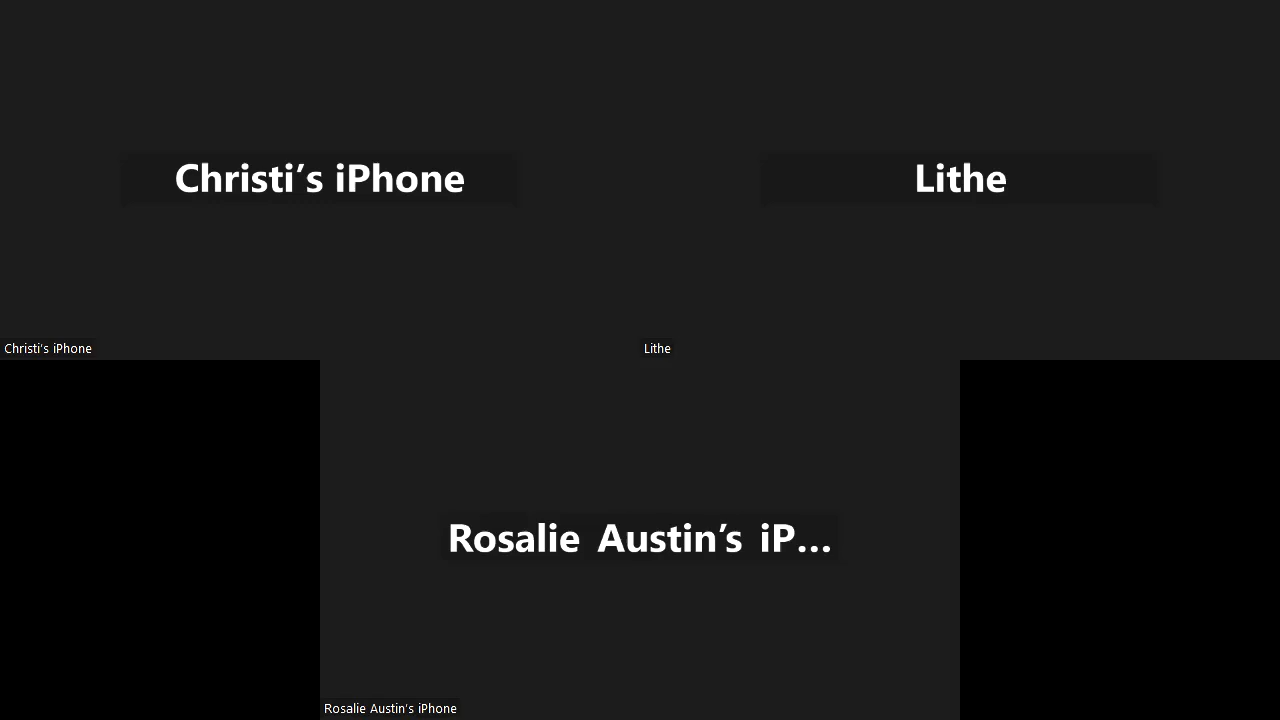 Christi’s iPhone
Lithe
Christi's iPhone
Lithe
Rosalie Austin’s iP...
Rosalie Austin's iPhone